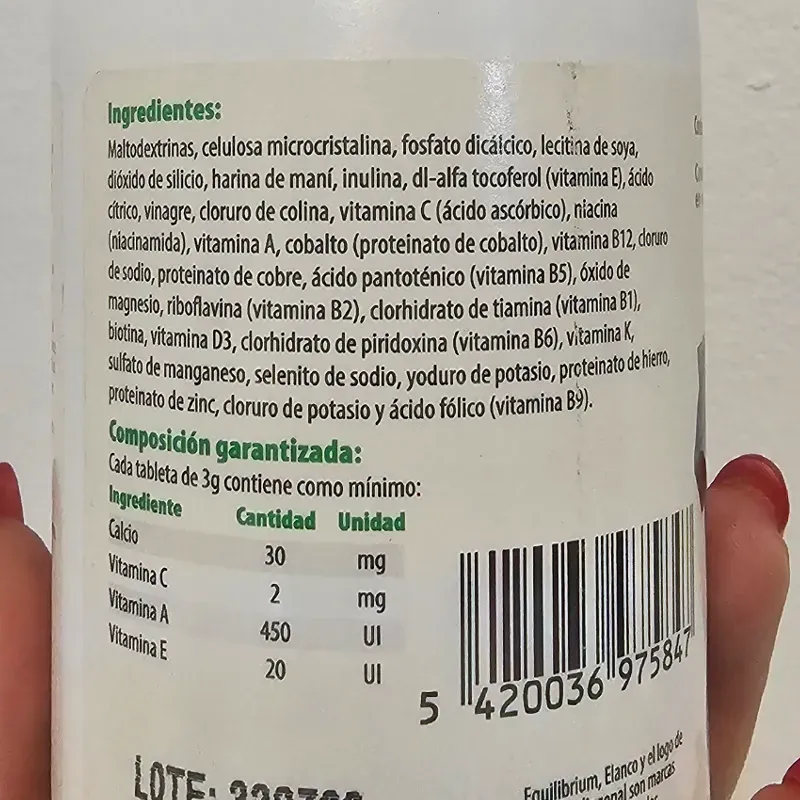 Ingredientes:
Maltodextrinas, celulosa microcristalina, fosfato dicálcico, lecitina de soya,
dióxido de silicio, harina de maní, inulina, dl-alfa tocoferol (vitamina E), ácido
cítrico, vinagre, cloruro de colina, vitamina C (ácido ascórbico), niacina
(niacinamida), vitamina A, cobalto (proteinato de cobalto), vitamina B12, cloruro
de sodio, proteinato de cobre, ácido pantoténico (vitamina B5), óxido de
magnesio, riboflavina (vitamina B2), clorhidrato de tiamina (vitamina B1),
biotina, vitamina D3, clorhidrato de piridoxina (vitamina B6), vitamina K,
sulfato de manganeso, selenito de sodio, yoduro de potasio, proteinato de hierro,
proteinato de zinc, cloruro de potasio y ácido fólico (vitamina B9).
Composición garantizada:
Cada tableta de 3g contiene como mínimo:
Ingrediente Cantidad Unidad
Calcio 30 mg
Vitamina C 2 mg
Vitamina A 450 UI
Vitamina E 20 UI
5 420036 975847
LOTE:
Equilibrium, Elanco y el logo de
son marcas